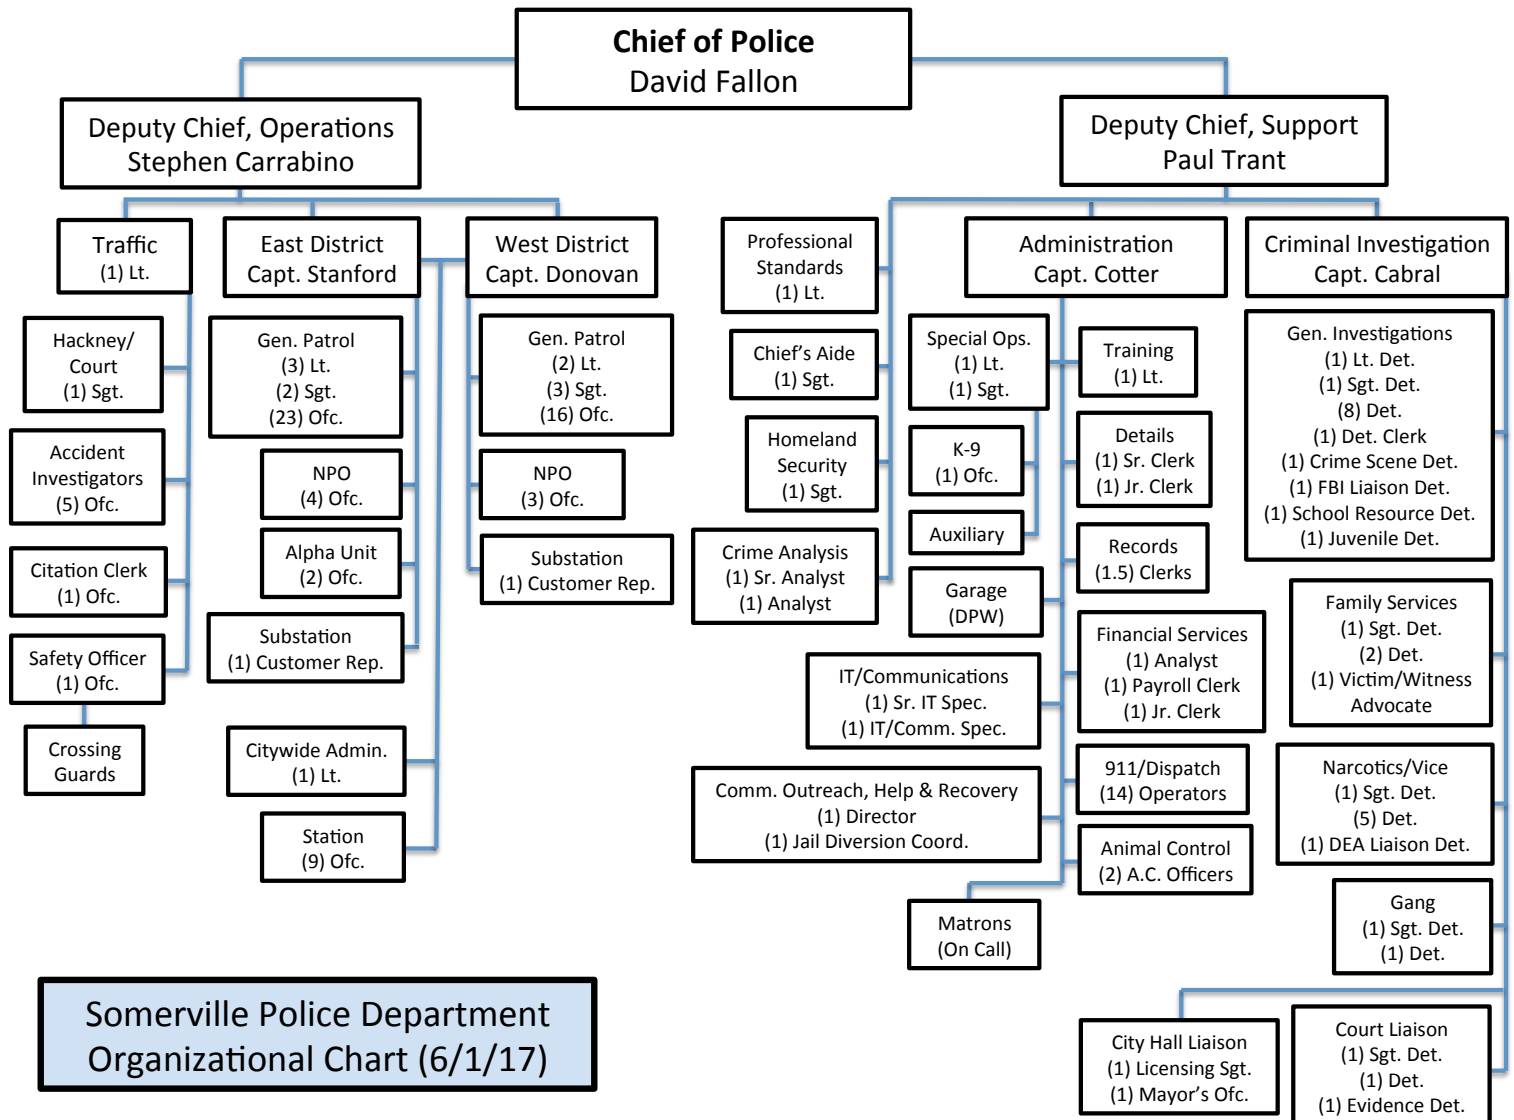 Chief of Police
David Fallon
Deputy Chief, Operations
Stephen Carrabino
Deputy Chief, Support
Paul Trant
Traffic
(1) Lt.
East District
Capt. Stanford
West District
Capt. Donovan
Hackney/
Court
(1) Sgt.
Accident
Investigators
(5) Ofc.
Citation Clerk
(1) Ofc.
Safety Officer
(1) Ofc.
Crossing
Guards
Gen. Patrol
(3) Lt.
(2) Sgt.
(23) Ofc.
NPO
(4) Ofc.
Alpha Unit
(2) Ofc.
Substation
(1) Customer Rep.
Citywide Admin.
(1) Lt.
Station
(9) Ofc.
Gen. Patrol
(2) Lt.
(3) Sgt.
(16) Ofc.
NPO
(3) Ofc.
Substation
(1) Customer Rep.
Professional
Standards
(1) Lt.
Chief's Aide
(1) Sgt.
Homeland
Security
(1) Sgt.
Crime Analysis
(1) Sr. Analyst
(1) Analyst
Administration
Capt. Cotter
Special Ops.
(1) Lt.
(1) Sgt.
K-9
(1) Ofc.
Auxiliary
Garage
(DPW)
IT/Communications
(1) Sr. IT Spec.
(1) IT/Comm. Spec.
Comm. Outreach, Help & Recovery
(1) Director
(1) Jail Diversion Coord.
Matrons
(On Call)
Training
(1) Lt.
Details
(1) Sr. Clerk
(1) Jr. Clerk
Records
(1.5) Clerks
Financial Services
(1) Analyst
(1) Payroll Clerk
(1) Jr. Clerk
911/Dispatch
(14) Operators
Animal Control
(2) A.C. Officers
Criminal Investigation
Capt. Cabral
Gen. Investigations
(1) Lt. Det.
(1) Sgt. Det.
(8) Det.
(1) Det. Clerk
(1) Crime Scene Det.
(1) FBI Liaison Det.
(1) School Resource Det.
(1) Juvenile Det.
Family Services
(1) Sgt. Det.
(2) Det.
(1) Victim/Witness
Advocate
Narcotics/Vice
(1) Sgt. Det.
(5) Det.
(1) DEA Liaison Det.
Gang
(1) Sgt. Det.
(1) Det.
City Hall Liaison
(1) Licensing Sgt.
(1) Mayor's Ofc.
Court Liaison
(1) Sgt. Det.
(1) Det.
(1) Evidence Det.
Somerville Police Department
Organizational Chart (6/1/17)